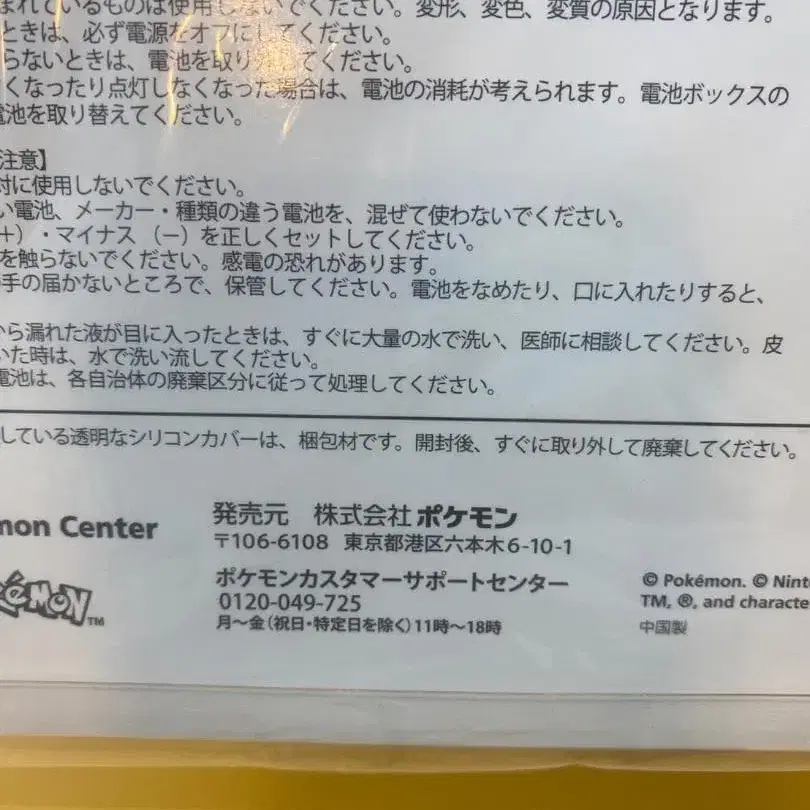 まれているものは使用しないでください。変形、変色、変質の原因となります。
ときは、必ず電源をオフにしてください。
らないときは、電池を取り外してください。
くなったり点灯しなくなった場合は、電池の消耗が考えられます。電池ボックスの
電池を取り替えてください。
注意】
対に使用しないでください。
い電池、メーカー・種類の違う電池を、混ぜて使わないでください。
＋）・マイナス（－）を正しくセットしてください。
を触らないでください。感電の恐れがあります。
手の届かないところで、保管してください。電池をなめたり、口に入れたりすると、
から漏れた液が目に入ったときは、すぐに大量の水で洗い、医師に相談してください。皮
いた時は、水で洗い流してください。
電池は、各自治体の廃棄区分に従って処理してください。
している透明なシリコンカバーは、梱包材です。開封後、すぐに取り外して廃棄してください。
mon Center
発売元 株式会社ポケモン
〒106-6108 東京都港区六本木6-10-1
POKéMON TM
ポケモンカスタマーサポートセンター
0120-049-725
月～金（祝日・特定日を除く）11時～18時
© Pokémon. © Ninte
TM, ®, and characte
中国製